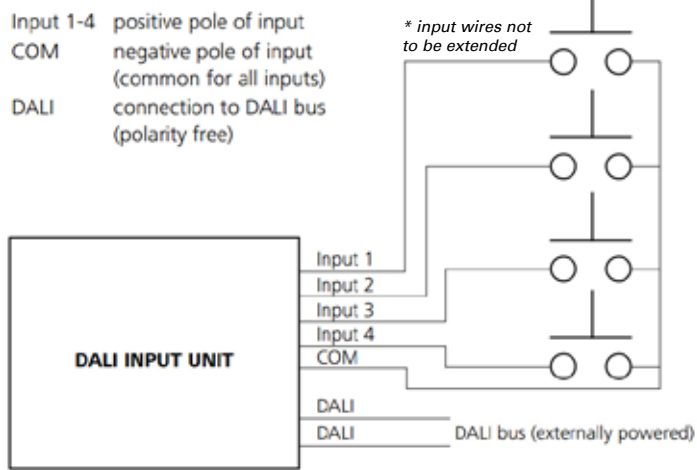 Input 1-4 positive pole of input
COM negative pole of input
(common for all inputs)
DALI connection to DALI bus
(polarity free)
* input wires not
to be extended
Input 1
Input 2
Input 3
Input 4
COM
DALI INPUT UNIT
DALI
DALI
DALI bus (externally powered)